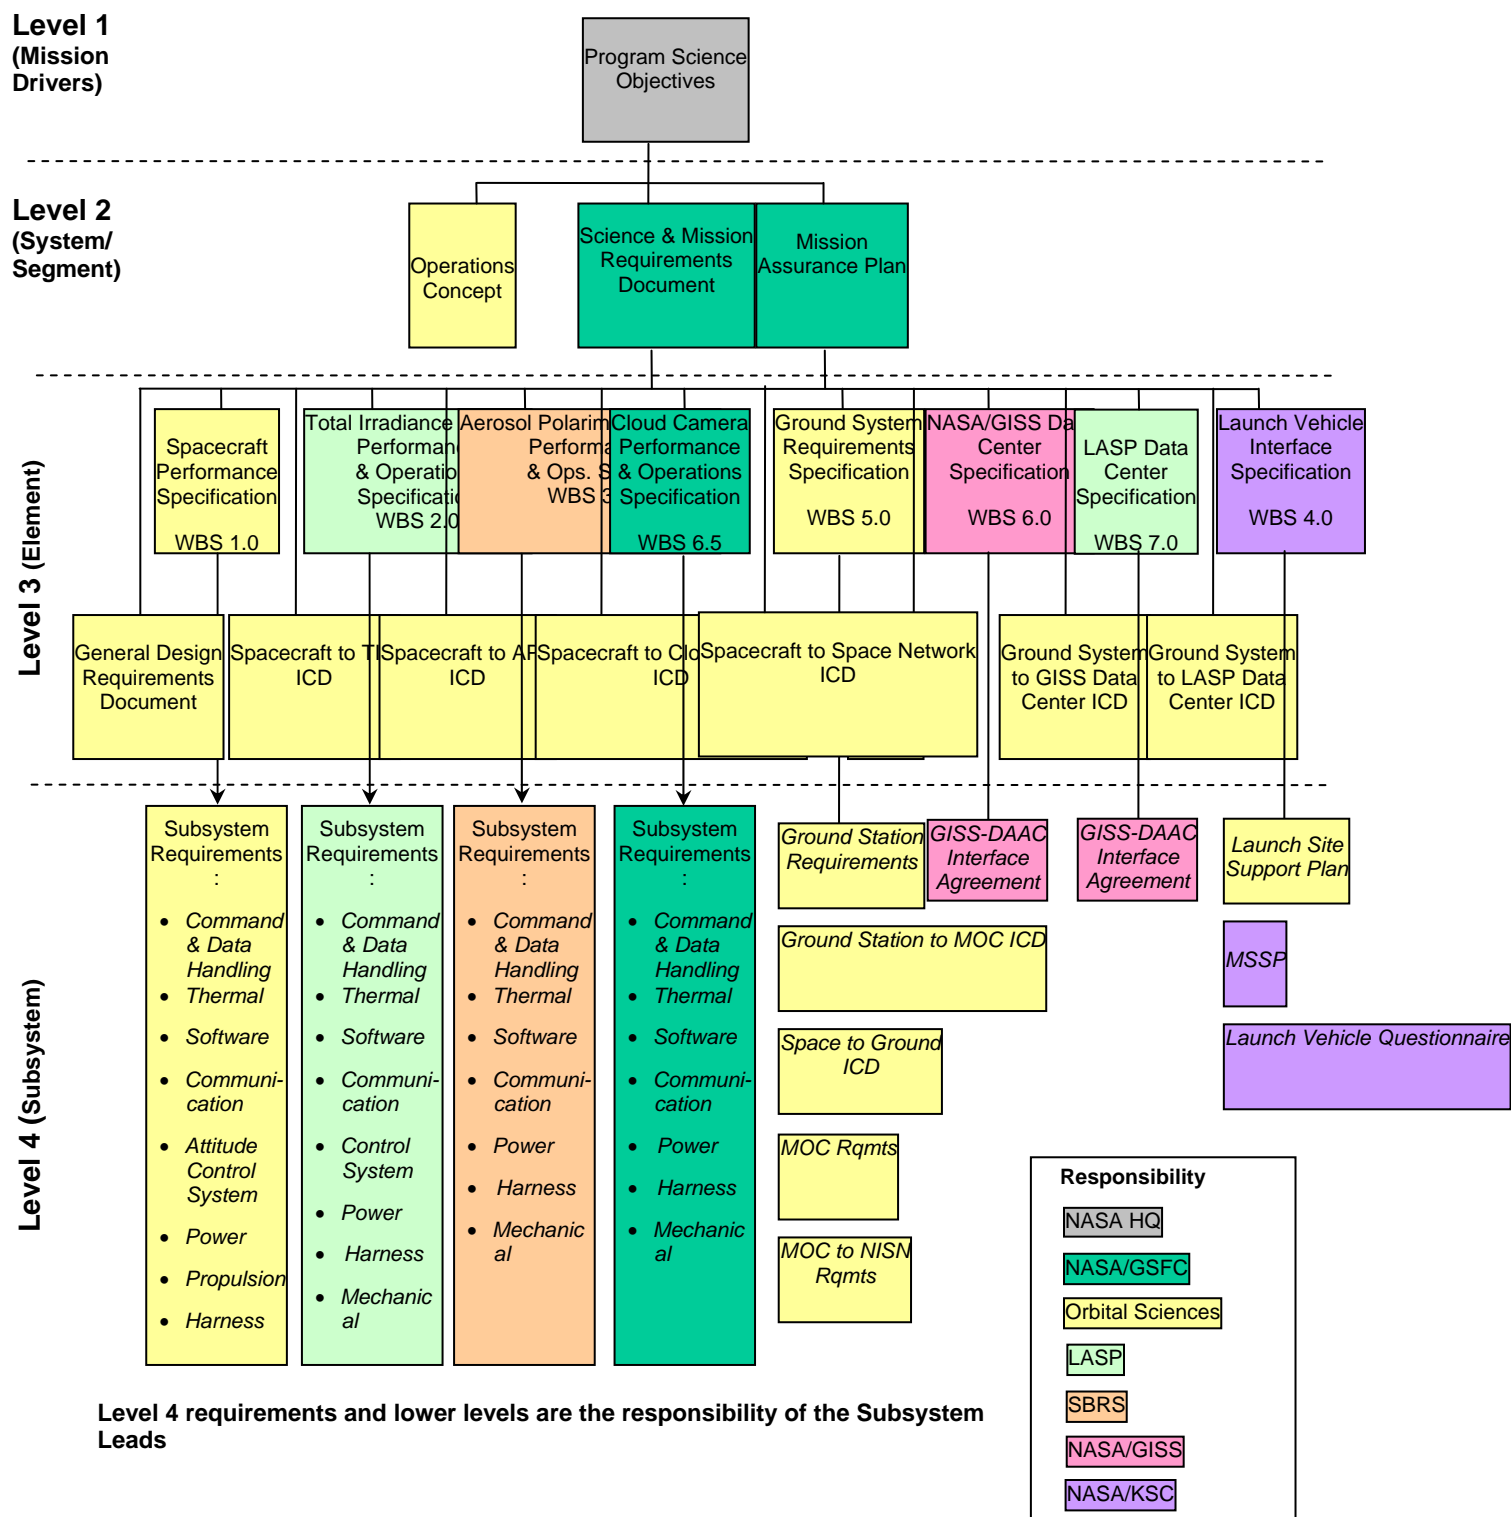 Level 1
(Mission
Drivers)
Program Science
Objectives
Level 2
(System/
Segment)
Operations
Concept
Science & Mission
Requirements
Document
Mission
Assurance Plan
Level 3 (Element)
Spacecraft
Performance
Specification
WBS 1.0
Total Irradiance
Performan
& Operatio
Specificatio
WBS 2.0
Aerosol Polarim
Performa
& Ops. S
WBS 3
Cloud Camera
Performance
& Operations
Specification
WBS 6.5
Ground System
Requirements
Specification
WBS 5.0
NASA/GISS Da
Center
Specification
WBS 6.0
LASP Data
Center
Specification
WBS 7.0
Launch Vehicle
Interface
Specification
WBS 4.0
General Design
Requirements
Document
Spacecraft to TI
ICD
Spacecraft to AP
ICD
Spacecraft to Clo
ICD
Spacecraft to Space Network
ICD
Ground System
to GISS Data
Center ICD
Ground System
to LASP Data
Center ICD
Level 4 (Subsystem)
Subsystem
Requirements
:
• Command
& Data
Handling
• Thermal
• Software
• Communi-
cation
• Attitude
Control
System
• Power
• Propulsion
• Harness
Subsystem
Requirements
:
• Command
& Data
Handling
• Thermal
• Software
• Communi-
cation
• Control
System
• Power
• Harness
• Mechanic
al
Subsystem
Requirements
:
• Command
& Data
Handling
• Thermal
• Software
• Communi-
cation
• Power
• Harness
• Mechanic
al
Subsystem
Requirements
:
• Command
& Data
Handling
• Thermal
• Software
• Communi-
cation
• Power
• Harness
• Mechanic
al
Ground Station
Requirements
Ground Station to MOC ICD
Space to Ground
ICD
MOC Rqmts
MOC to NISN
Rqmts
GISS-DAAC
Interface
Agreement
GISS-DAAC
Interface
Agreement
Launch Site
Support Plan
MSSP
Launch Vehicle Questionnaire
Responsibility
NASA HQ
NASA/GSFC
Orbital Sciences
LASP
SBRS
NASA/GISS
NASA/KSC
Level 4 requirements and lower levels are the responsibility of the Subsystem
Leads